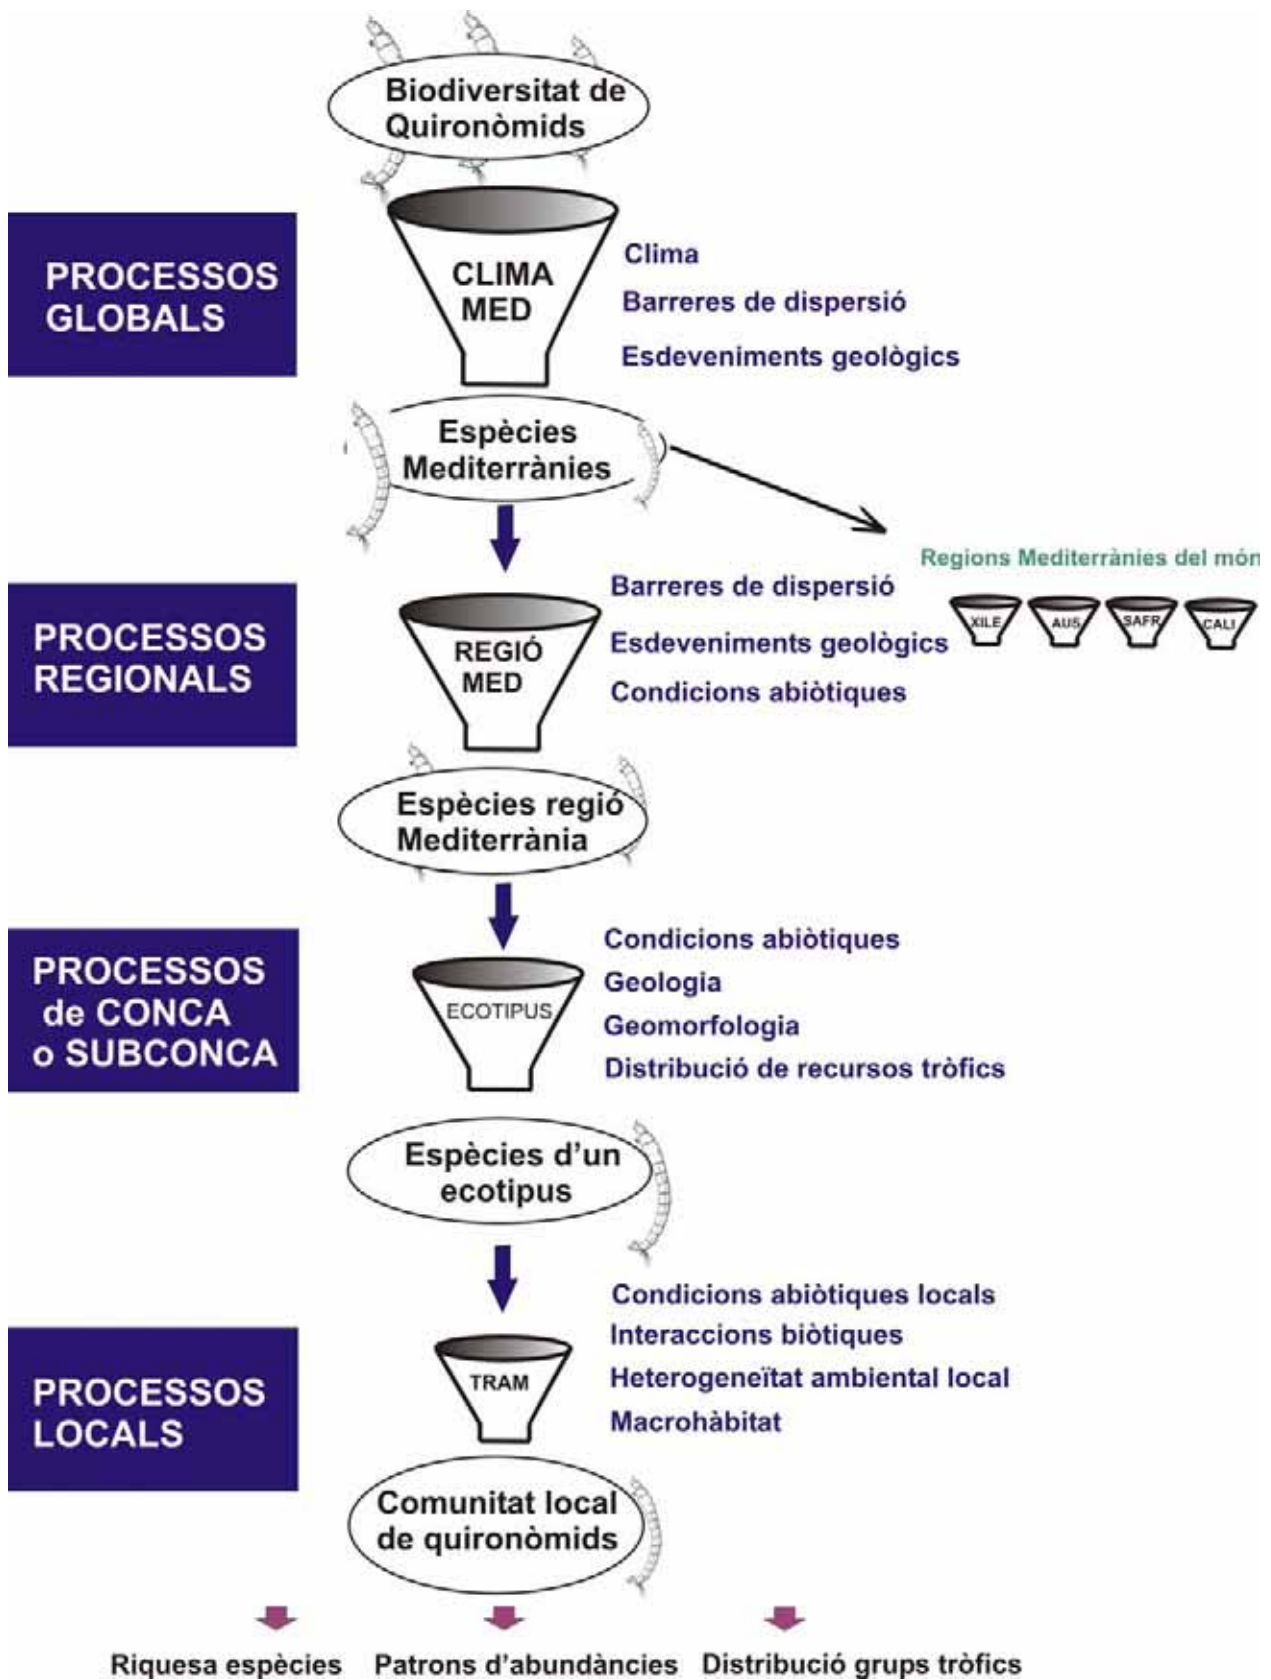 Biodiversitat de
Quironòmids
PROCESSOS
GLOBALS
CLIMA
MED
Clima
Barreres de dispersió
Esdeveniments geològics
Espècies
Mediterrànies
Regions Mediterrànies del món
XILE
AUS
SAFR
CALI
PROCESSOS
REGIONALS
REGIÓ
MED
Barreres de dispersió
Esdeveniments geològics
Condicions abiòtiques
Espècies regió
Mediterrània
PROCESSOS
de CONCA
o SUBCONCA
ECOTIPUS
Condicions abiòtiques
Geologia
Geomorfologia
Distribució de recursos tròfics
Espècies d'un
ecotipus
PROCESSOS
LOCALS
TRAM
Condicions abiòtiques locals
Interaccions biòtiques
Heterogeneïtat ambiental local
Macrohàbitat
Comunitat local
de quironòmids
Riquesa espècies
Patrons d'abundàncies
Distribució grups tròfics